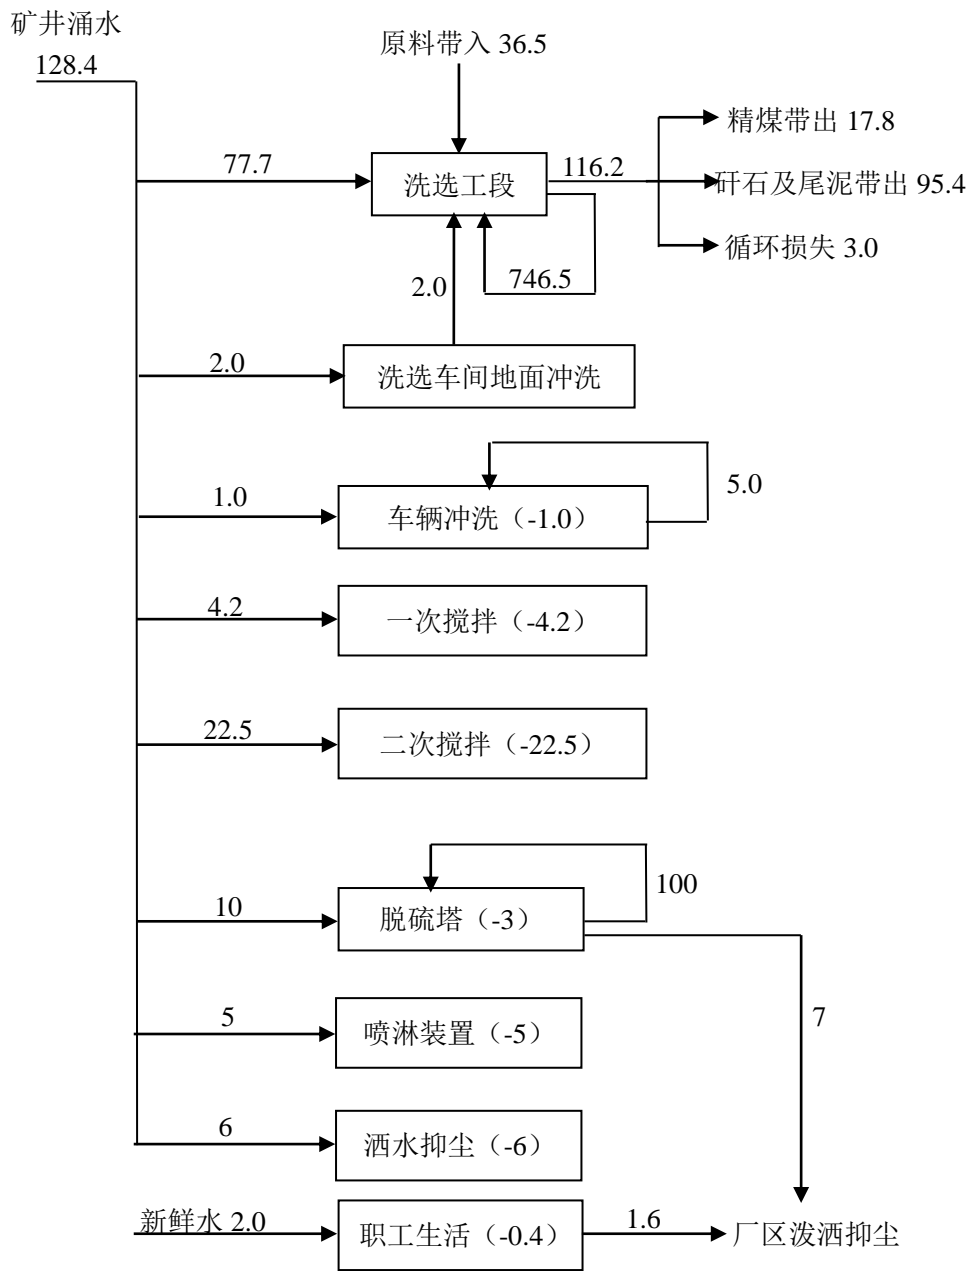 矿井涌水
128.4
原料带入 36.5
精煤带出 17.8
77.7
洗选工段
116.2
矸石及尾泥带出 95.4
循环损失 3.0
746.5
2.0
2.0
洗选车间地面冲洗
5.0
1.0
车辆冲洗（-1.0）
4.2
一次搅拌（-4.2）
22.5
二次搅拌（-22.5）
100
10
脱硫塔（-3）
5
喷淋装置（-5）
7
6
洒水抑尘（-6）
新鲜水 2.0
职工生活（-0.4）
1.6
厂区泼洒抑尘